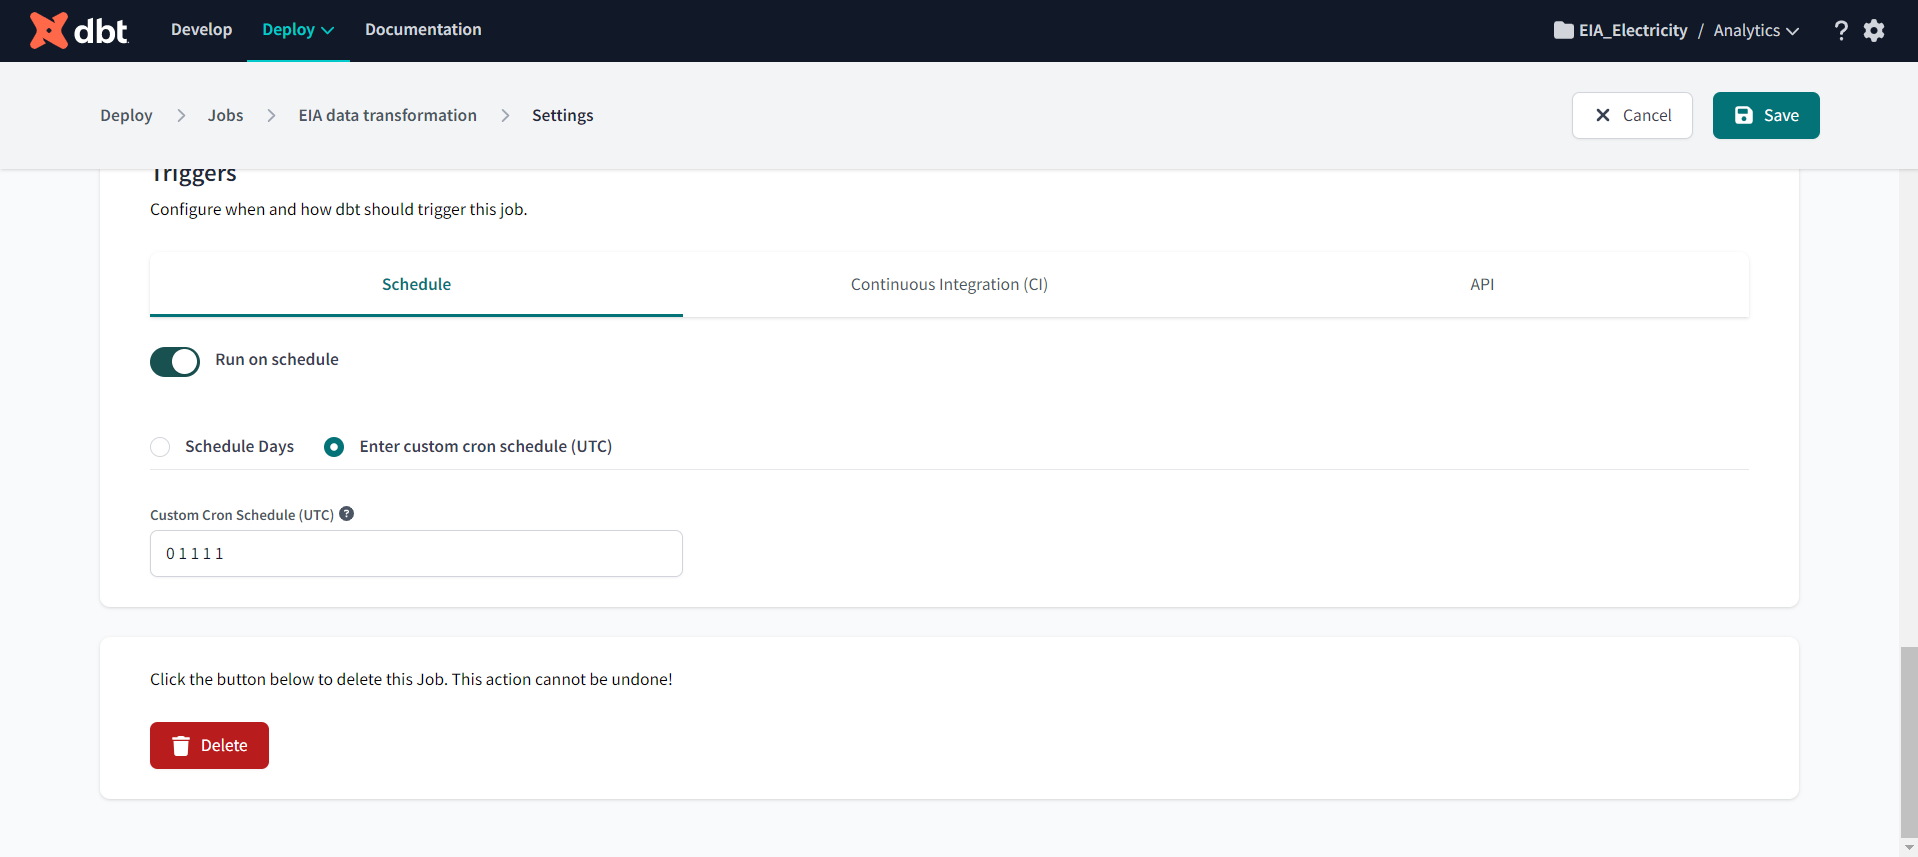 dbt Develop Deploy Documentation EIA_Electricity / Analytics ?
Deploy Jobs EIA data transformation Settings Cancel Save
Triggers
Configure when and how dbt should trigger this job.
Schedule Continuous Integration (CI) API
Run on schedule
Schedule Days Enter custom cron schedule (UTC)
Custom Cron Schedule (UTC) ?
0 1 1 1 1
Click the button below to delete this Job. This action cannot be undone!
Delete